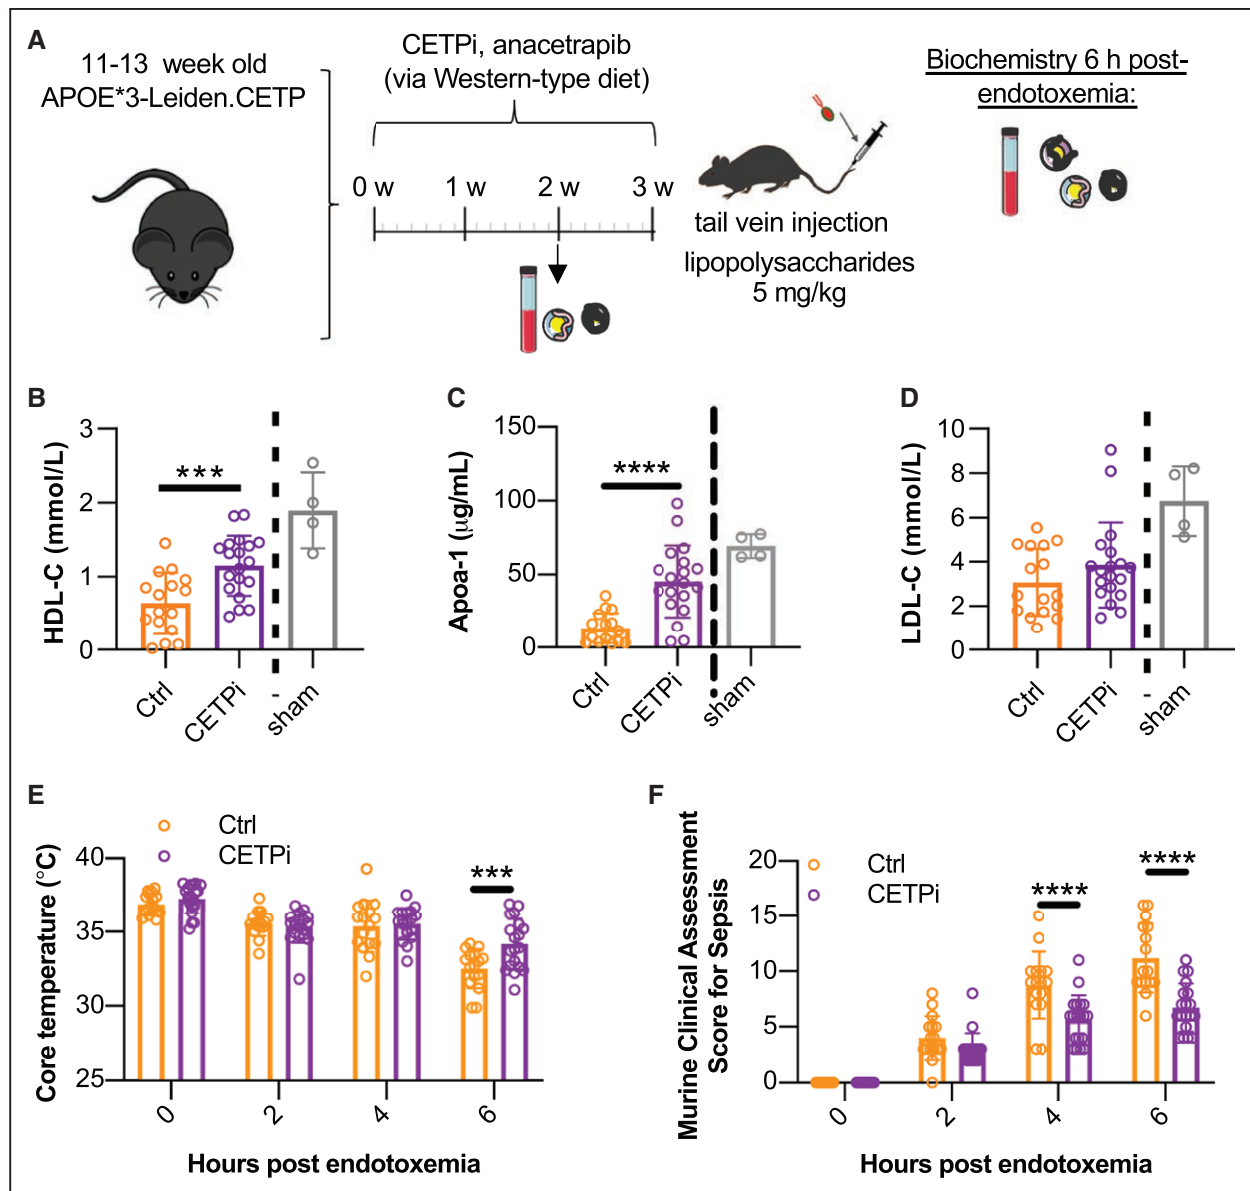 A
11-13 week old
APOE*3-Leiden.CETP
CETPi, anacetrapib
(via Western-type diet)
0 w 1 w 2 w 3 w
tail vein injection
lipopolysaccharides
5 mg/kg
Biochemistry 6 h post-
endotoxemia:
B
HDL-C (mmol/L)
3
2
1
0
***
Ctrl
CETPi
sham
C
Apoa-1 (μg/mL)
150
100
50
0
****
Ctrl
CETPi
sham
D
LDL-C (mmol/L)
10
8
6
4
2
0
Ctrl
CETPi
sham
E
Ctrl
CETPi
Core temperature (°C)
40
35
30
25
***
0 2 4 6
Hours post endotoxemia
F
Ctrl
CETPi
Murine Clinical Assessment
Score for Sepsis
20
15
10
5
0
****
****
0 2 4 6
Hours post endotoxemia